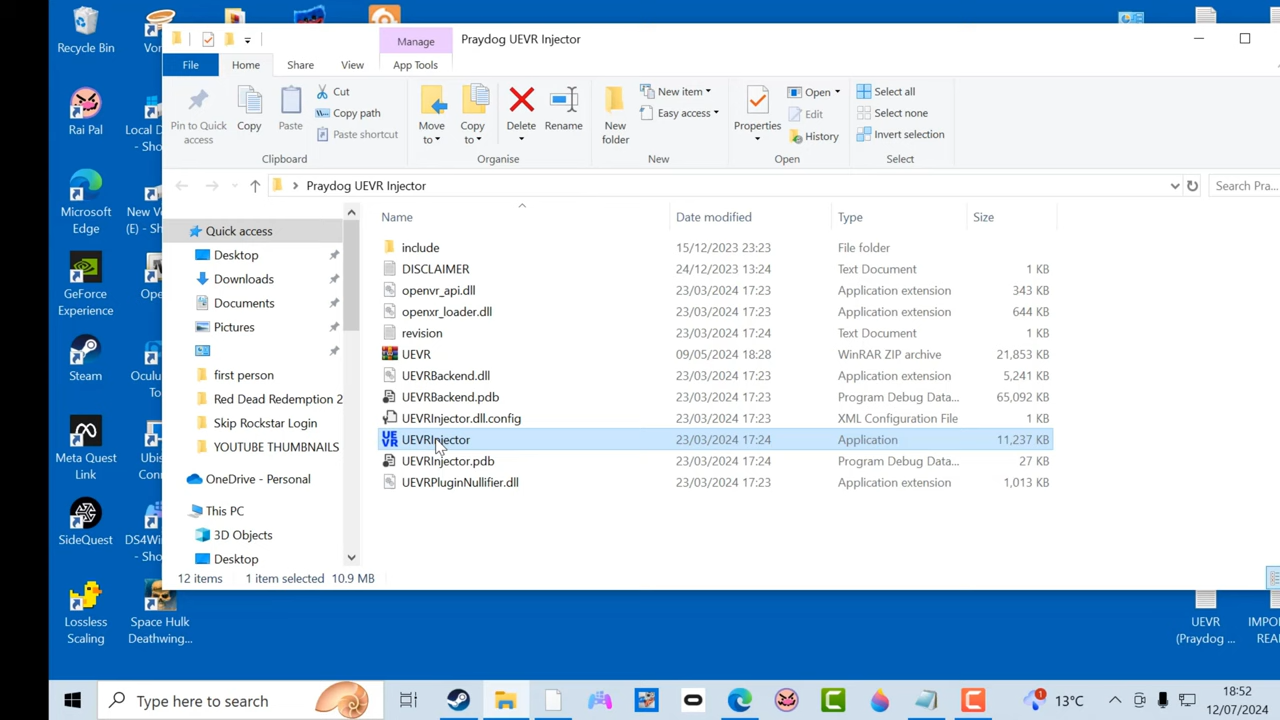 Recycle Bin
Rai Pal
Microsoft
Edge
GeForce
Experience
Steam
Meta Quest
Link
SideQuest
Lossless
Scaling
Local D
- Sho
New V
(E) - Sh
DS4Win
- Sho
Space Hulk
Deathwing...
Manage
Praydog UEVR Injector
File
Home
Share
View
App Tools
Pin to Quick
access
Copy
Paste
Cut
Copy path
Paste shortcut
Clipboard
Move
to
Copy
to
Delete
Rename
Organise
New
folder
New item
Easy access
New
Properties
Open
Edit
History
Open
Select all
Select none
Invert selection
Select
Praydog UEVR Injector
Search Pra...
Quick access
Desktop
Downloads
Documents
Pictures
first person
Red Dead Redemption 2
Skip Rockstar Login
YOUTUBE THUMBNAILS
OneDrive - Personal
This PC
3D Objects
Desktop
Name Date modified Type Size
include 15/12/2023 23:23 File folder
DISCLAIMER 24/12/2023 13:24 Text Document 1 KB
openvr_api.dll 23/03/2024 17:23 Application extension 343 KB
openxr_loader.dll 23/03/2024 17:23 Application extension 644 KB
revision 23/03/2024 17:24 Text Document 1 KB
UEVR 09/05/2024 18:28 WinRAR ZIP archive 21,853 KB
UEVRBackend.dll 23/03/2024 17:23 Application extension 5,241 KB
UEVRBackend.pdb 23/03/2024 17:23 Program Debug Data... 65,092 KB
UEVRInjector.dll.config 23/03/2024 17:23 XML Configuration File 1 KB
UEVRInjector 23/03/2024 17:24 Application 11,237 KB
UEVRInjector.pdb 23/03/2024 17:24 Program Debug Data... 27 KB
UEVRPluginNullifier.dll 23/03/2024 17:23 Application extension 1,013 KB
12 items 1 item selected 10.9 MB
UEVR
(Praydog ...
IMPO
REA
Type here to search
13°C
18:52
12/07/2024